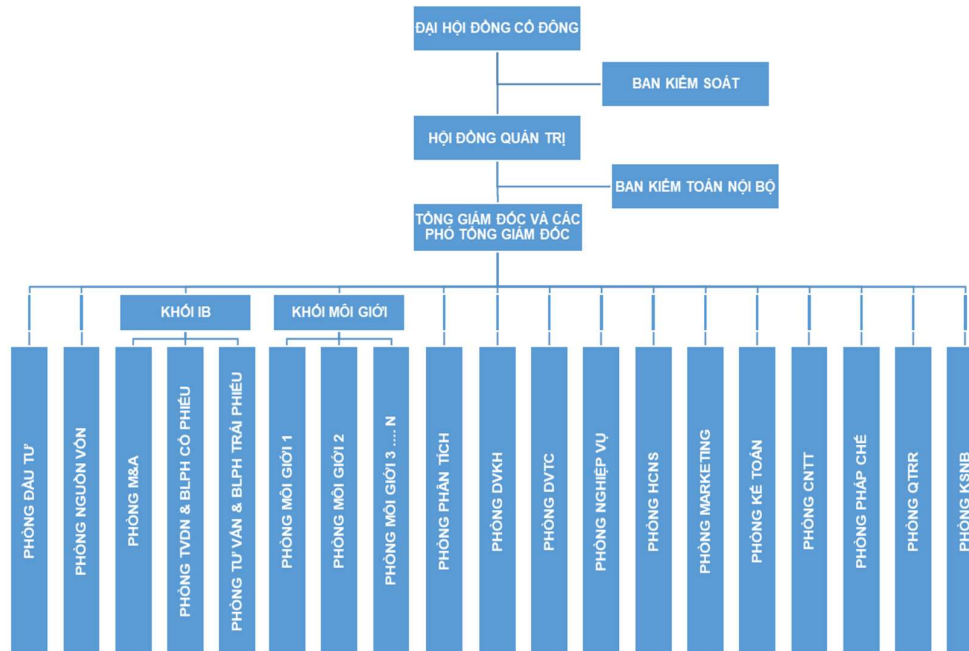 ĐẠI HỘI ĐỒNG CỔ ĐÔNG
BAN KIỂM SOÁT
HỘI ĐỒNG QUẢN TRỊ
BAN KIỂM TOÁN NỘI BỘ
TỔNG GIÁM ĐỐC VÀ CÁC
PHÓ TỔNG GIÁM ĐỐC
KHỐI IB
KHỐI MÔI GIỚI
PHÒNG ĐẦU TƯ
PHÒNG NGUỒN VỐN
PHÒNG M&A
PHÒNG TVDN & BLPH CỔ PHIẾU
PHÒNG TƯ VẤN & BLPH TRÁI PHIẾU
PHÒNG MÔI GIỚI 1
PHÒNG MÔI GIỚI 2
PHÒNG MÔI GIỚI 3 .... N
PHÒNG PHÂN TÍCH
PHÒNG DVKH
PHÒNG DVTC
PHÒNG NGHIỆP VỤ
PHÒNG HCNS
PHÒNG MARKETING
PHÒNG KẾ TOÁN
PHÒNG CNTT
PHÒNG PHÁP CHẾ
PHÒNG QTRR
PHÒNG KSNB